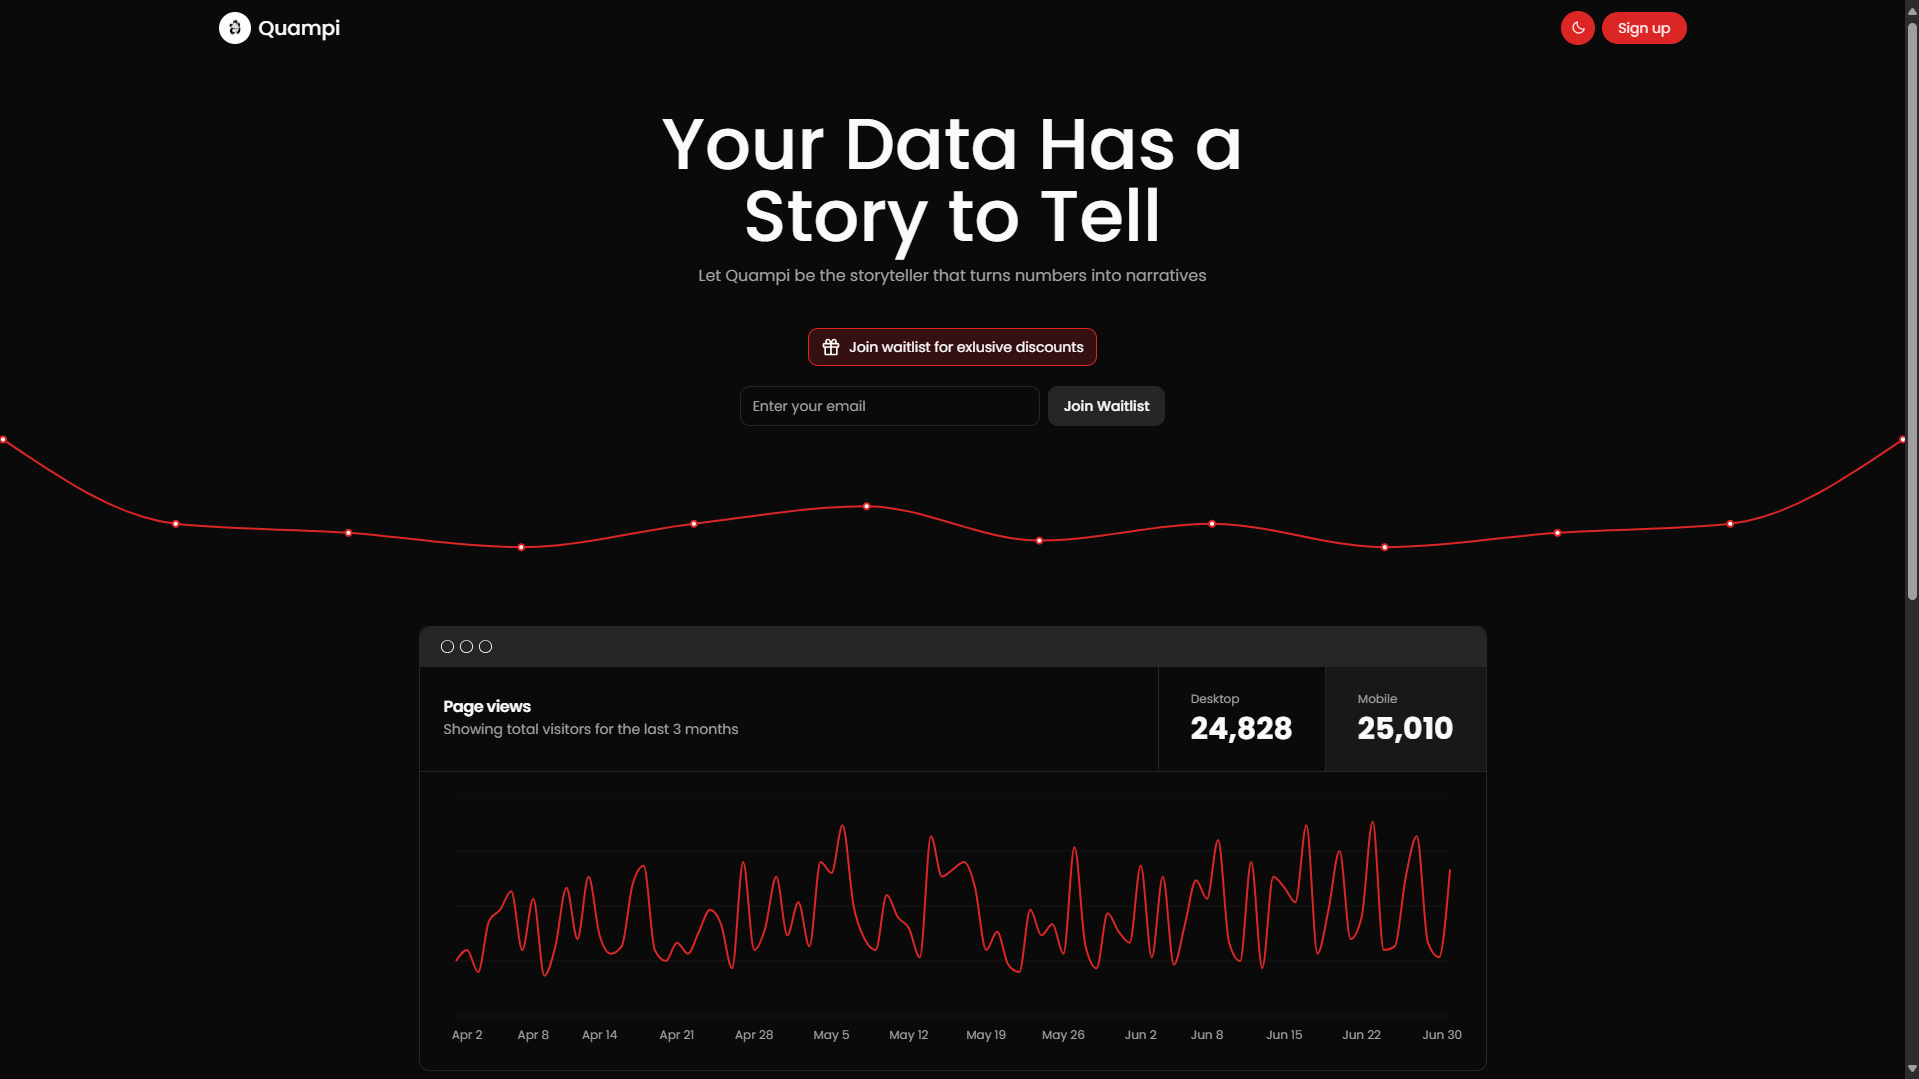 Quampi
Sign up
Your Data Has a
Story to Tell
Let Quampi be the storyteller that turns numbers into narratives
Join waitlist for exlusive discounts
Enter your email
Join Waitlist
Page views
Showing total visitors for the last 3 months
Desktop
24,828
Mobile
25,010
Apr 2 Apr 8 Apr 14 Apr 21 Apr 28 May 5 May 12 May 19 May 26 Jun 2 Jun 8 Jun 15 Jun 22 Jun 30